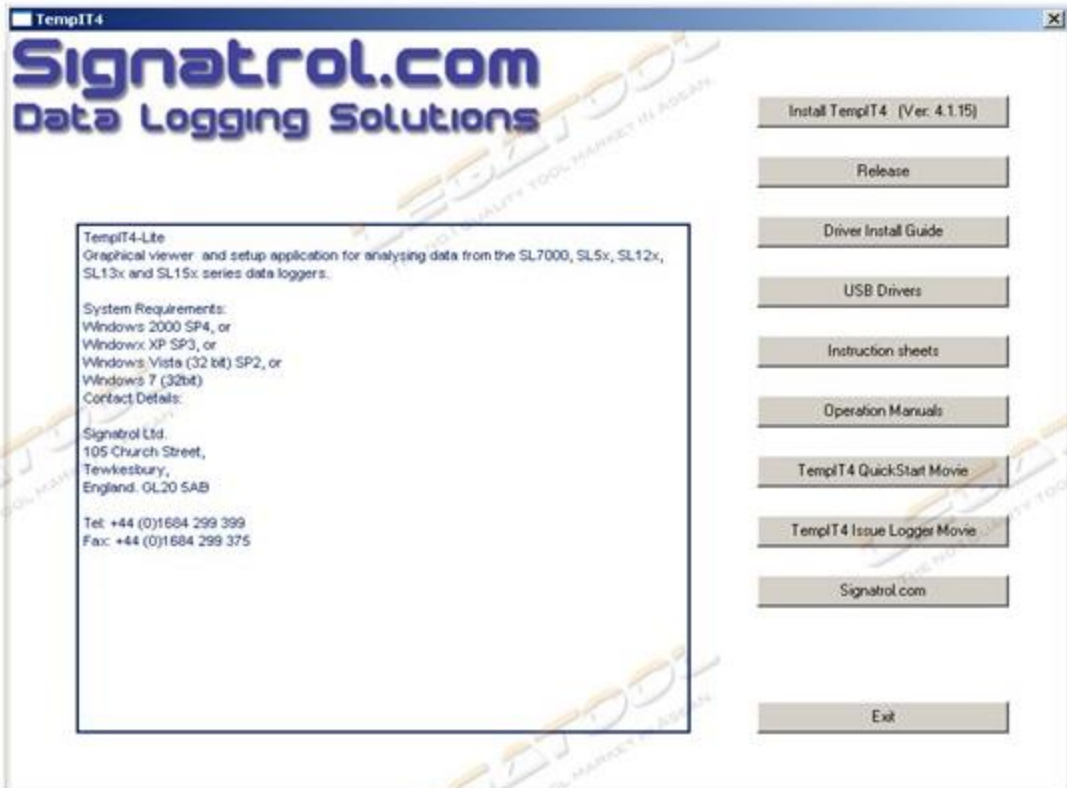 TempIT4
Signatrol.com
Data Logging Solutions
TempIT4-Lite
Graphical viewer and setup application for analysing data from the SL7000, SL5x, SL12x,
SL13x and SL15x series data loggers.
System Requirements:
Windows 2000 SP4, or
Windowx XP SP3, or
Windows Vista (32 bit) SP2, or
Windows 7 (32bit)
Contact Details:
Signatrol Ltd.
105 Church Street,
Tewkesbury,
England. GL20 5AB
Tel: +44 (0)1684 299 399
Fax: +44 (0)1684 299 375
Install TempIT4 (Ver: 4.1.15)
Release
Driver Install Guide
USB Drivers
Instruction sheets
Operation Manuals
TempIT4 QuickStart Movie
TempIT4 Issue Logger Movie
Signatrol.com
Exit